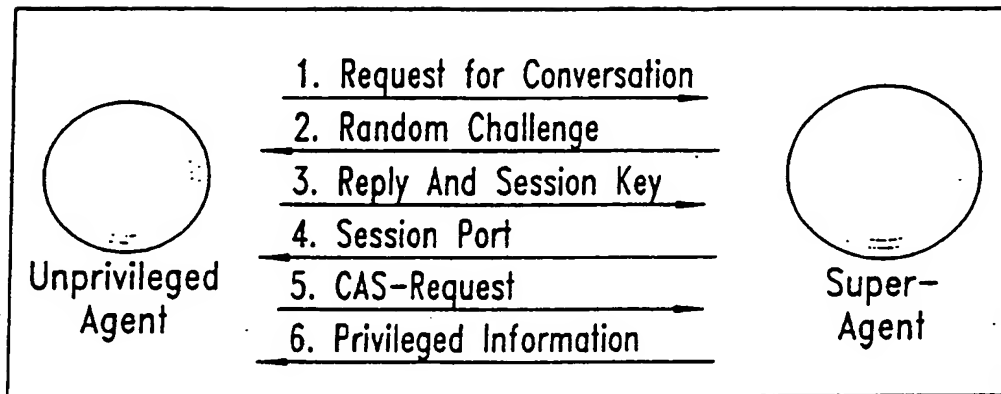 1. Request for Conversation
2. Random Challenge
3. Reply And Session Key
4. Session Port
5. CAS-Request
6. Privileged Information
Unprivileged
Agent
Super-
Agent